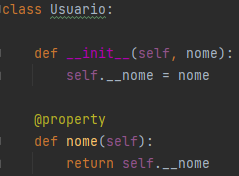 class Usuario:
def __init__(self, nome):
self.__nome = nome
@property
def nome(self):
return self.__nome